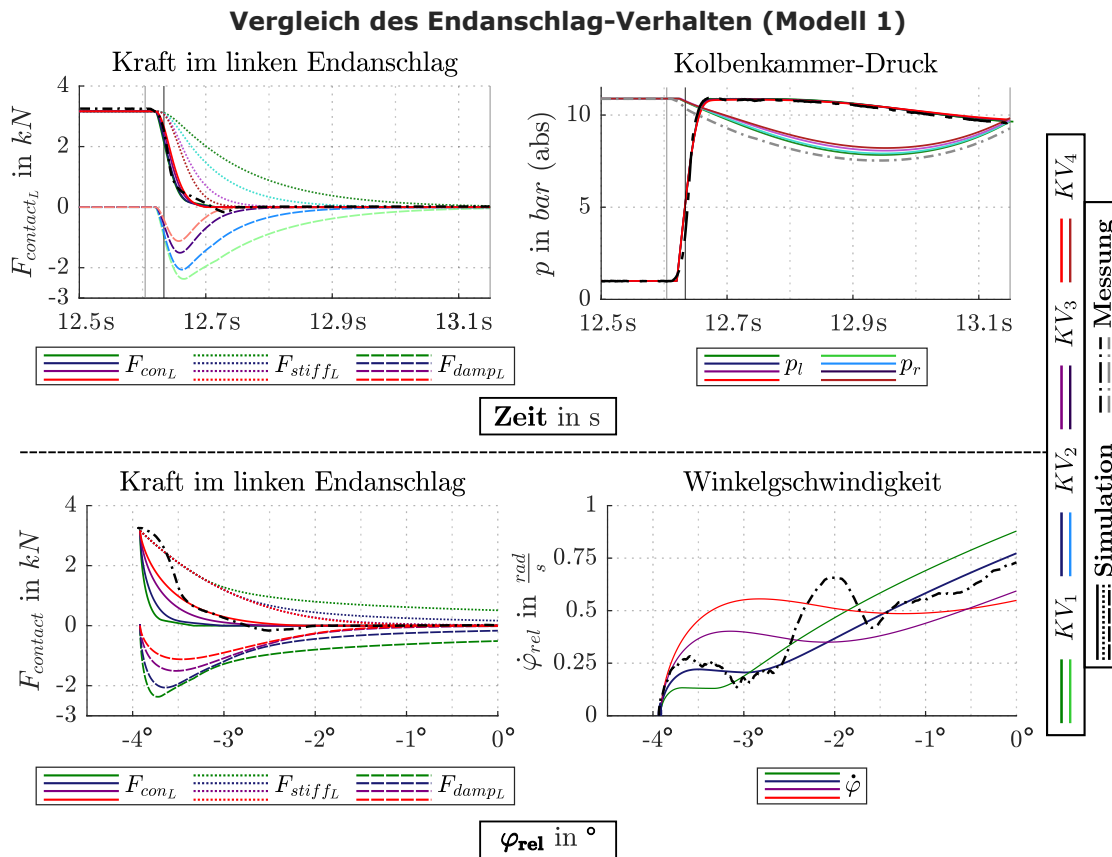 Vergleich des Endanschlag-Verhalten (Modell 1)
Kraft im linken Endanschlag
F_contact_L in kN
4
2
0
-2
-3
12.5s 12.7s 12.9s 13.1s
F_con_L F_stiff_L F_damp_L
Kolbenkammer-Druck
p in bar (abs)
10
5
0
12.5s 12.7s 12.9s 13.1s
p_l p_r
Zeit in s
Kraft im linken Endanschlag
F_contact in kN
4
2
0
-2
-3
-4° -3° -2° -1° 0°
F_con_L F_stiff_L F_damp_L
Winkelgschwindigkeit
φ̇_rel in rad/s
1
0.75
0.5
0.25
0
-4° -3° -2° -1° 0°
φ̇
φ_rel in °
KV_1 KV_2 KV_3 KV_4
Simulation Messung